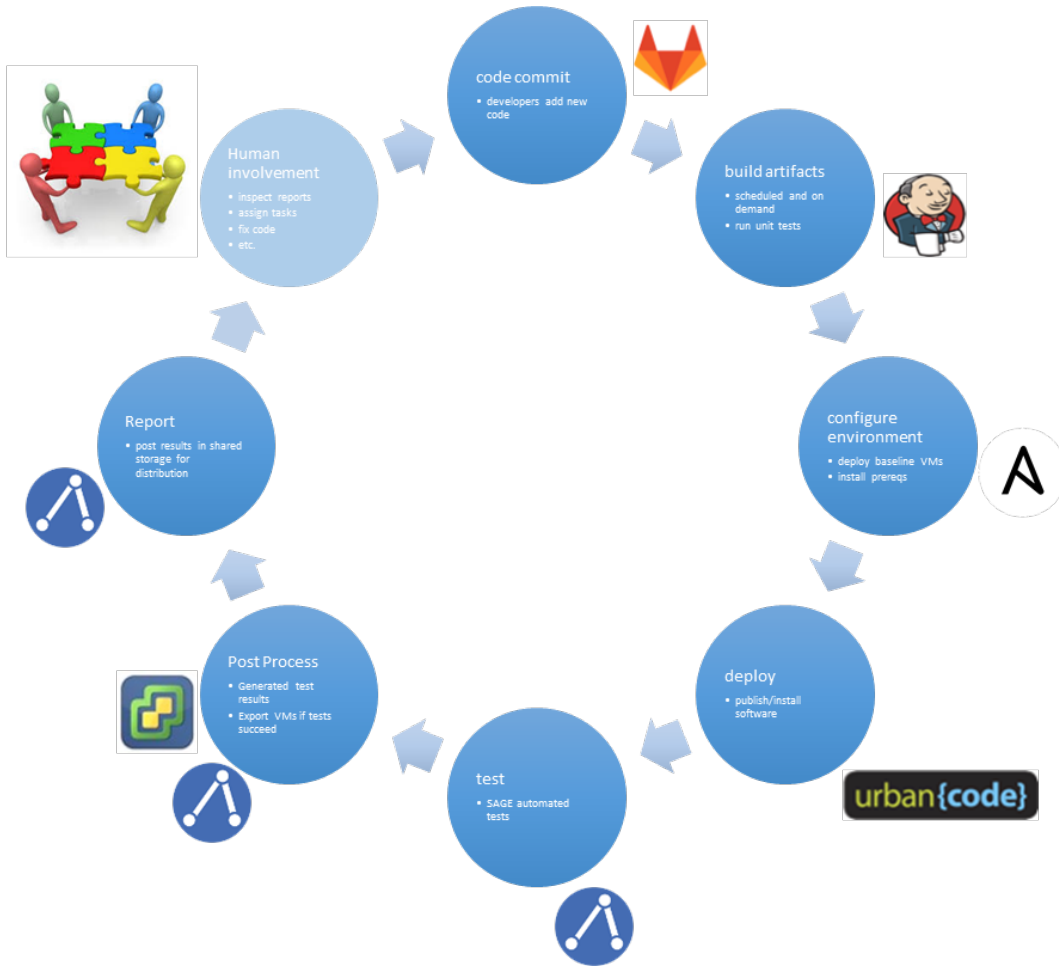 code commit
• developers add new
code
build artifacts
• scheduled and on
demand
• run unit tests
configure
environment
• deploy baseline VMs
• install prereqs
deploy
• publish/install
software
urban{code}
test
• SAGE automated
tests
Post Process
• Generated test
results
• Export VMs if tests
succeed
Report
• post results in shared
storage for
distribution
Human
involvement
• inspect reports
• assign tasks
• fix code
• etc.